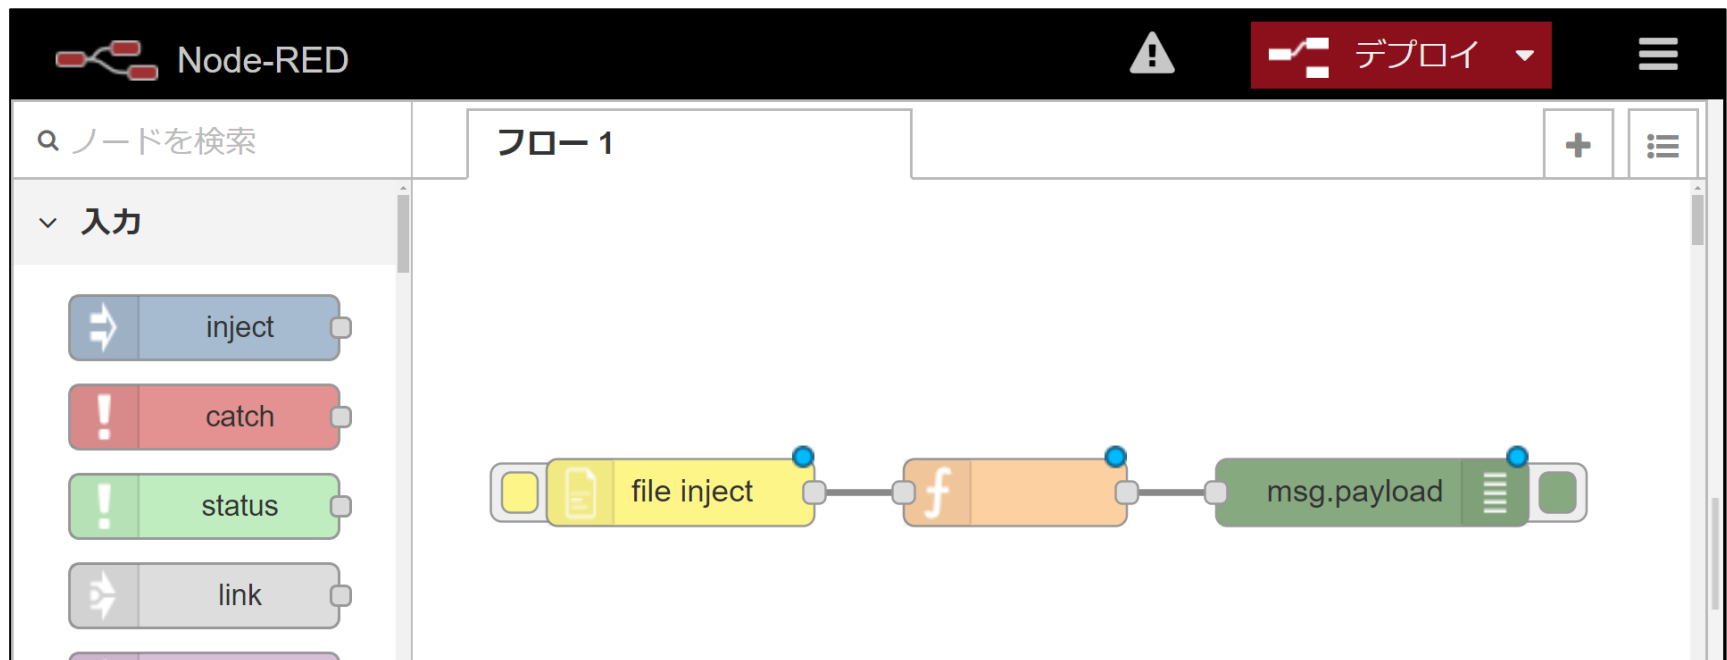 Node-RED
デプロイ
ノードを検索
フロー 1
入力
inject
catch
status
link
file inject
msg.payload